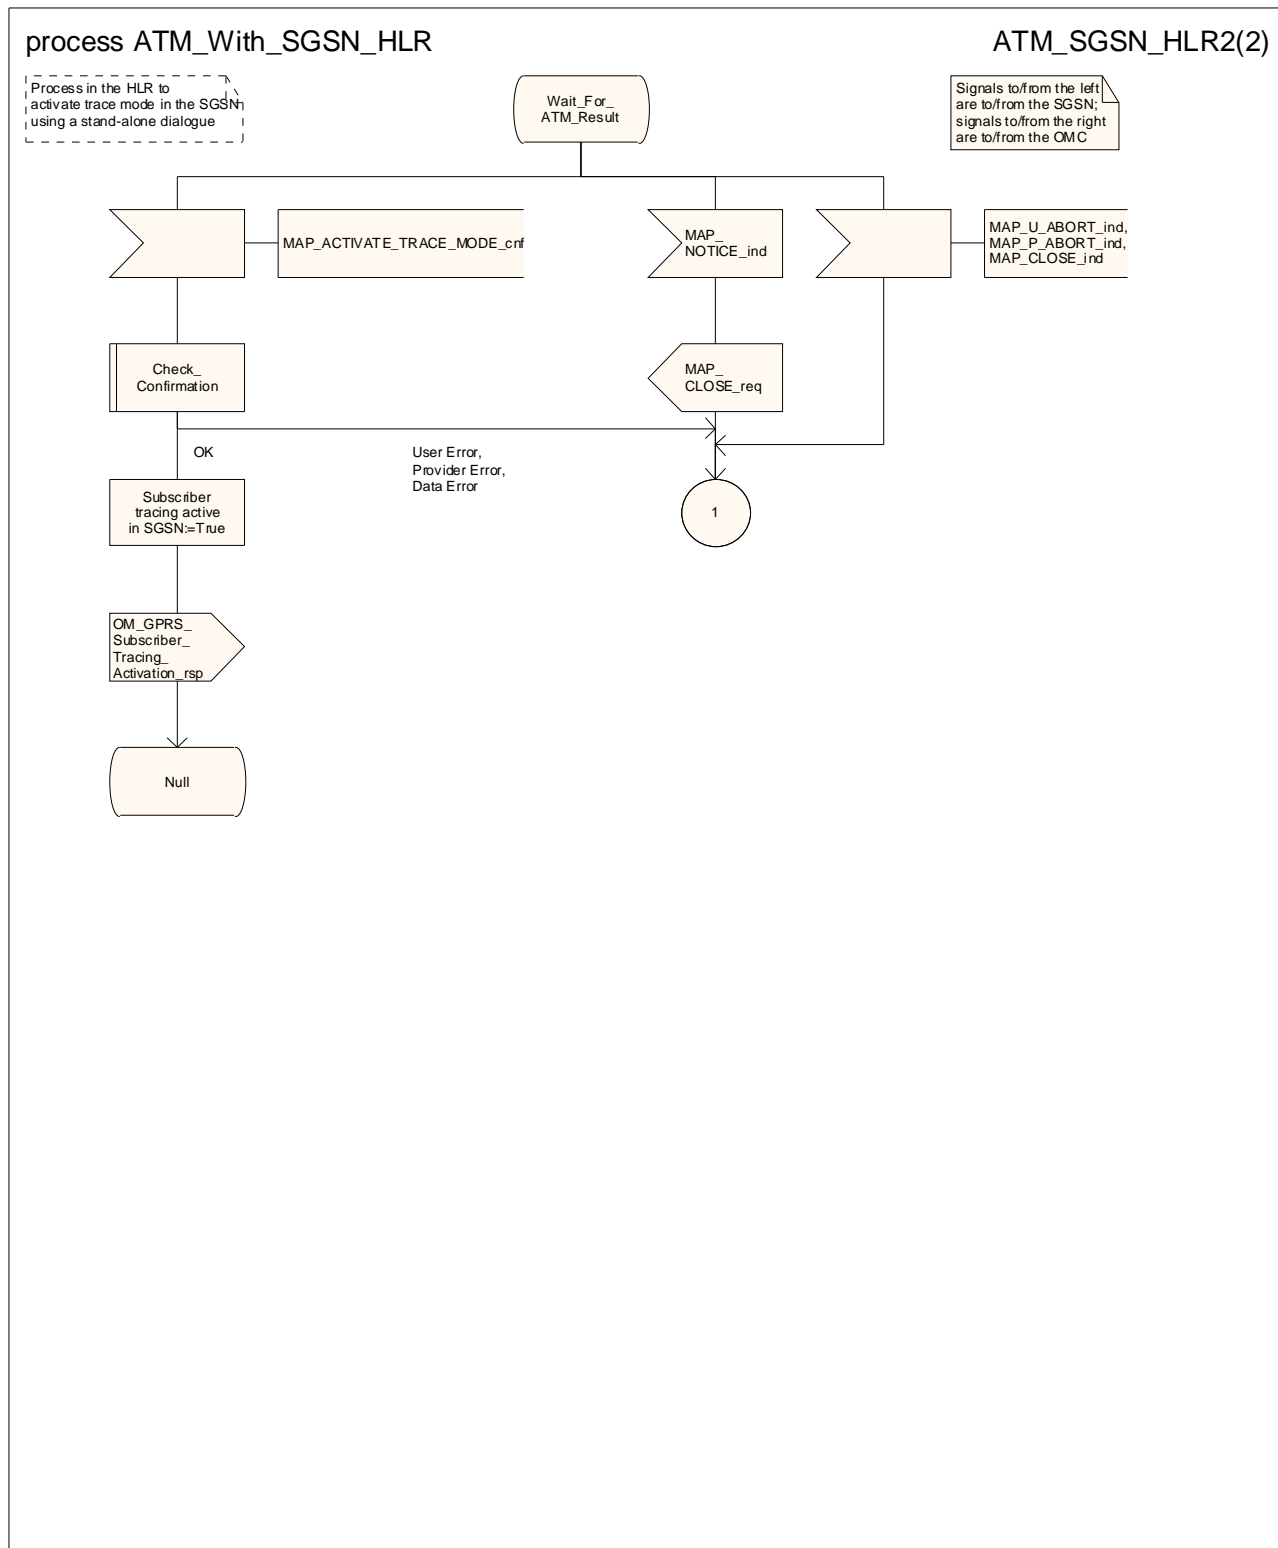 process ATM_With_SGSN_HLR
ATM_SGSN_HLR2(2)
Process in the HLR to
activate trace mode in the SGSN
using a stand-alone dialogue
Wait_For_
ATM_Result
Signals to/from the left
are to/from the SGSN;
signals to/from the right
are to/from the OMC
MAP_ACTIVATE_TRACE_MODE_cnf
MAP_
NOTICE_ind
MAP_U_ABORT_ind,
MAP_P_ABORT_ind,
MAP_CLOSE_ind
Check_
Confirmation
MAP_
CLOSE_req
OK
User Error,
Provider Error,
Data Error
Subscriber
tracing active
in SGSN:=True
1
OM_GPRS_
Subscriber_
Tracing_
Activation_rsp
Null